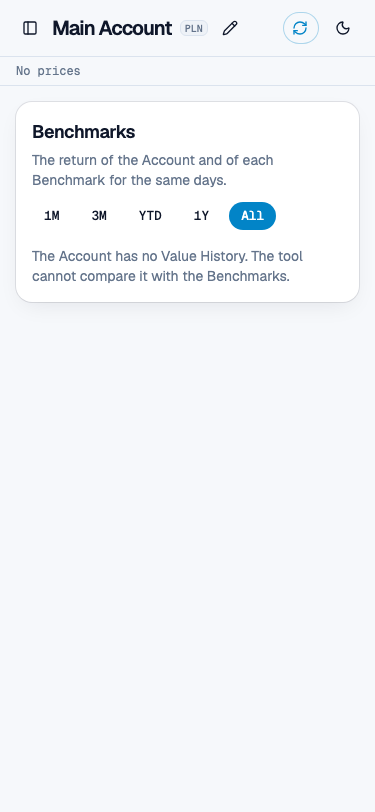 Main Account PLN
No prices
Benchmarks
The return of the Account and of each
Benchmark for the same days.
1M 3M YTD 1Y All
The Account has no Value History. The tool
cannot compare it with the Benchmarks.